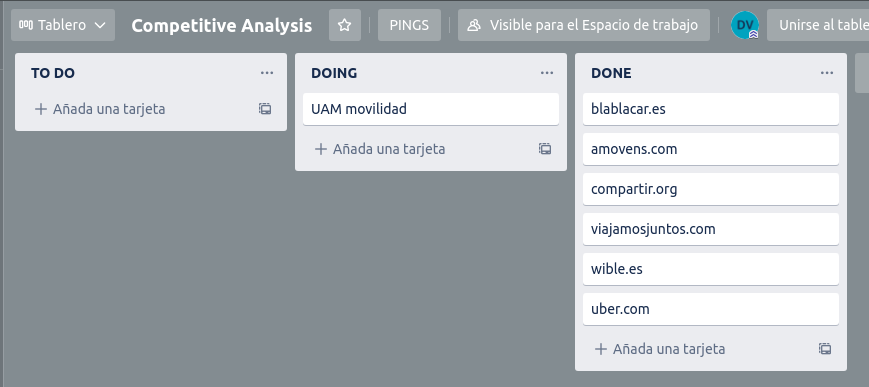 Tablero
Competitive Analysis
PINGS
Visible para el Espacio de trabajo
DV
Unirse al table
TO DO
Añada una tarjeta
DOING
UAM movilidad
Añada una tarjeta
DONE
blablacar.es
amovens.com
compartir.org
viajamosjuntos.com
wible.es
uber.com
Añada una tarjeta